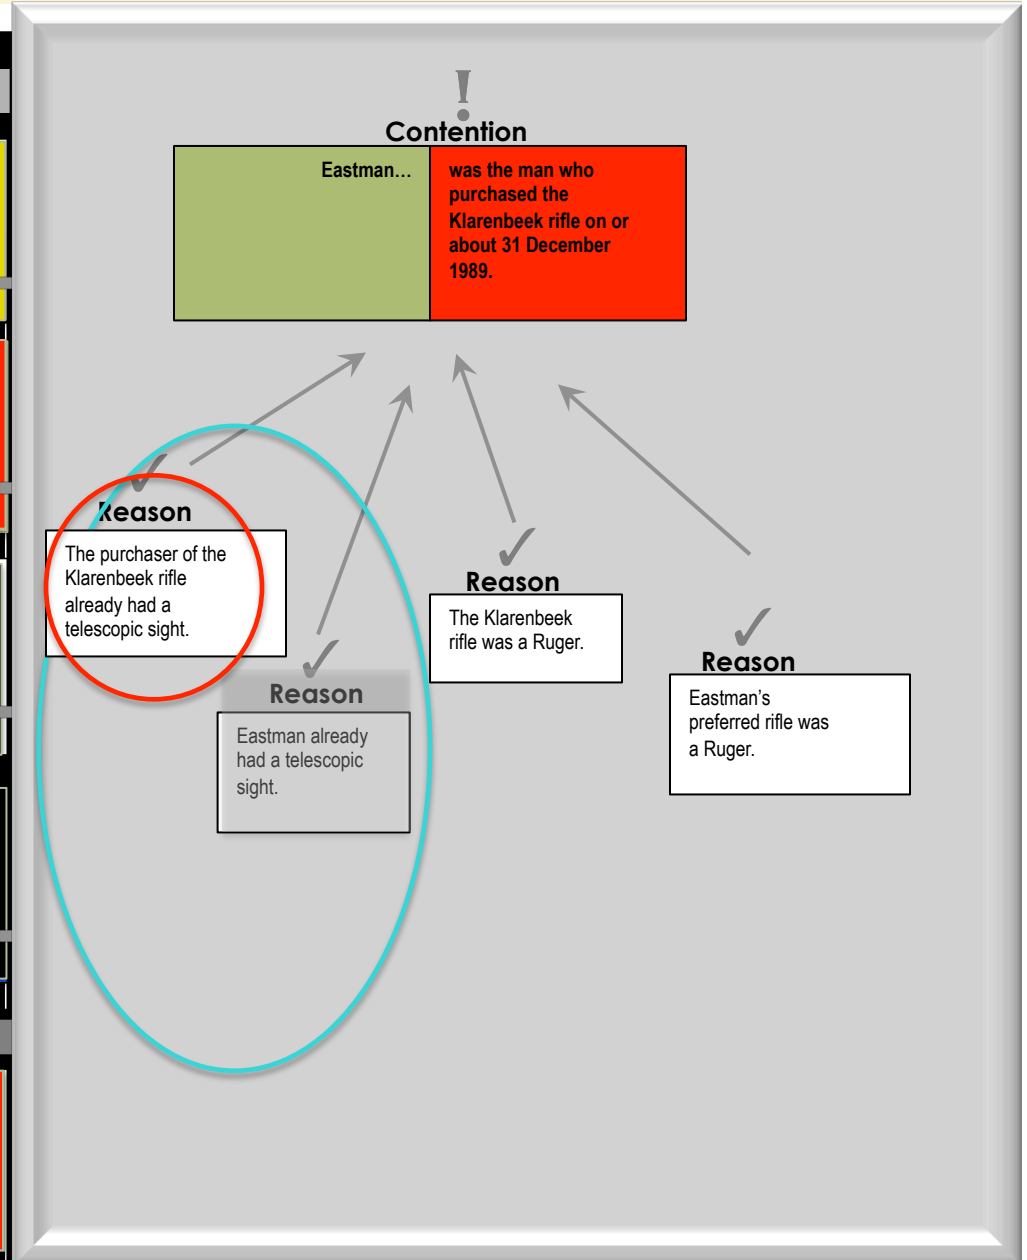 !
Contention
Eastman…
was the man who
purchased the
Klarenbeek rifle on or
about 31 December
1989.
Reason
The purchaser of the
Klarenbeek rifle
already had a
telescopic sight.
Reason
Eastman already
had a telescopic
sight.
Reason
The Klarenbeek
rifle was a Ruger.
Reason
Eastman’s
preferred rifle was
a Ruger.